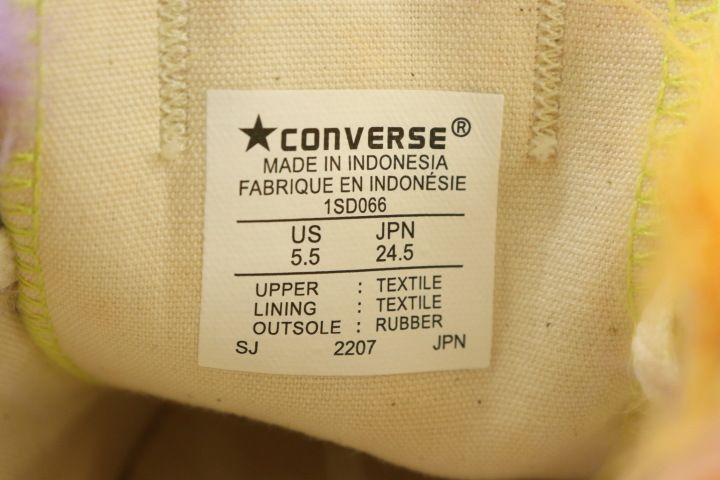 ★CONVERSE®
MADE IN INDONESIA
FABRIQUE EN INDONÉSIE
1SD066
US JPN
5.5 24.5
UPPER : TEXTILE
LINING : TEXTILE
OUTSOLE : RUBBER
SJ 2207 JPN